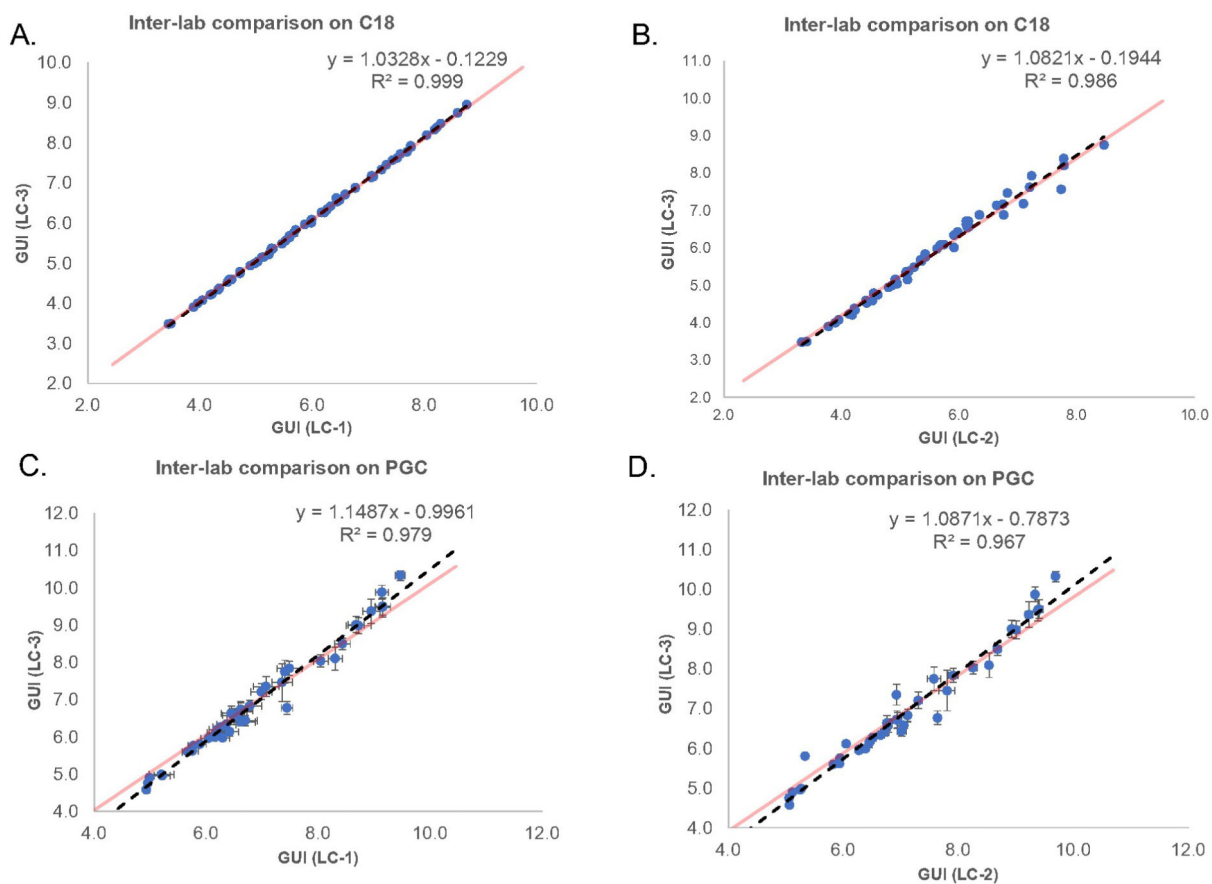 A.
Inter-lab comparison on C18
y = 1.0328x - 0.1229
R² = 0.999
10.0
9.0
8.0
7.0
6.0
5.0
4.0
3.0
2.0
GUI (LC-3)
2.0 4.0 6.0 8.0 10.0
GUI (LC-1)
B.
Inter-lab comparison on C18
y = 1.0821x - 0.1944
R² = 0.986
11.0
10.0
9.0
8.0
7.0
6.0
5.0
4.0
3.0
2.0
GUI (LC-3)
2.0 4.0 6.0 8.0 10.0
GUI (LC-2)
C.
Inter-lab comparison on PGC
y = 1.1487x - 0.9961
R² = 0.979
12.0
11.0
10.0
9.0
8.0
7.0
6.0
5.0
4.0
GUI (LC-3)
4.0 6.0 8.0 10.0 12.0
GUI (LC-1)
D.
Inter-lab comparison on PGC
y = 1.0871x - 0.7873
R² = 0.967
12.0
11.0
10.0
9.0
8.0
7.0
6.0
5.0
4.0
GUI (LC-3)
4.0 6.0 8.0 10.0 12.0
GUI (LC-2)